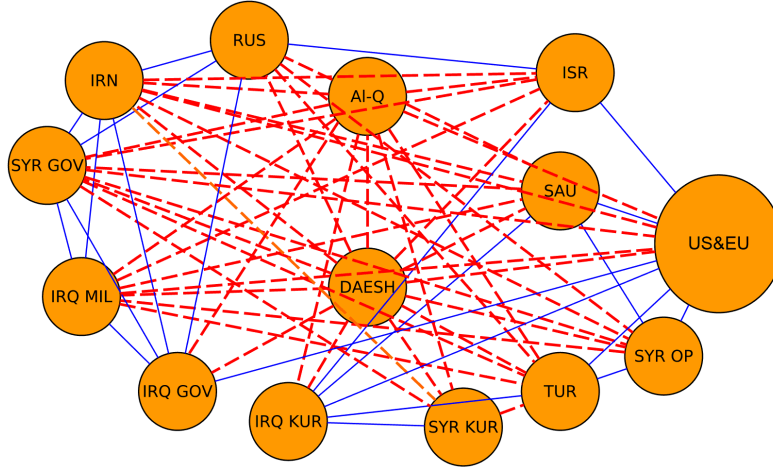 RUS
IRN
ISR
Al-Q
SYR GOV
SAU
US&EU
DAESH
IRQ MIL
SYR OP
IRQ GOV
TUR
IRQ KUR
SYR KUR